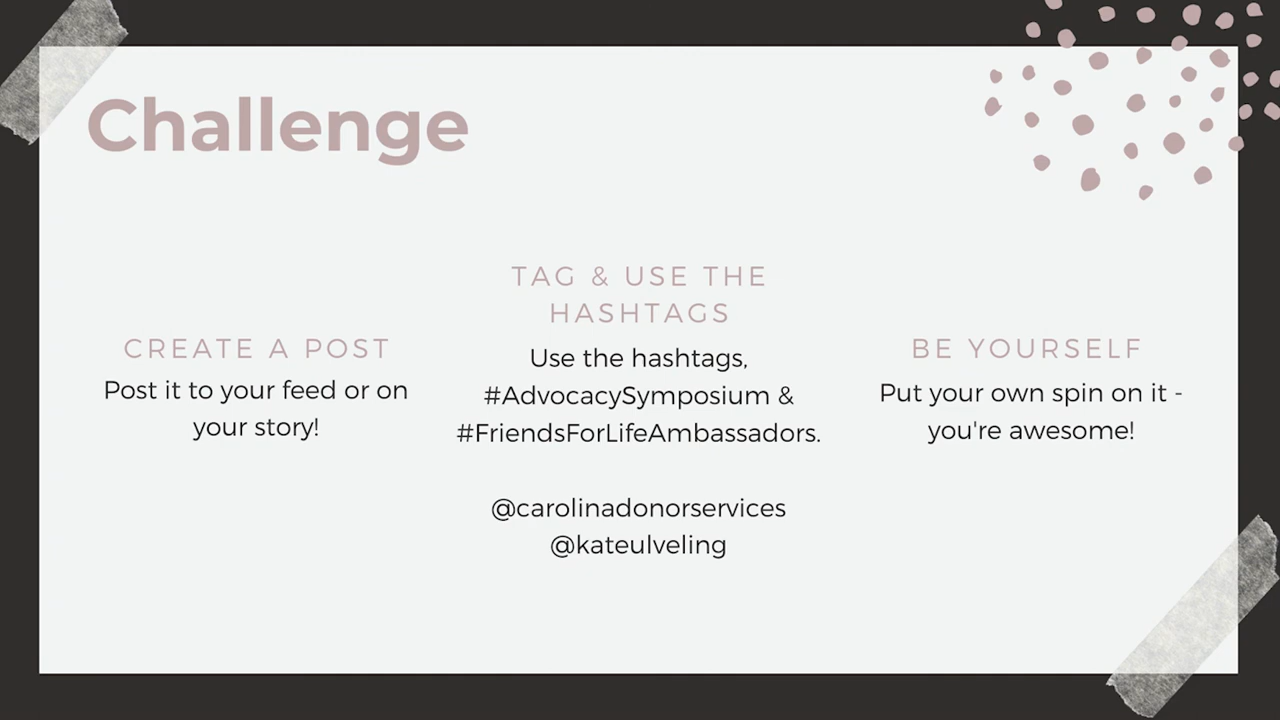 Challenge
CREATE A POST
Post it to your feed or on
your story!
TAG & USE THE
HASHTAGS
Use the hashtags,
#AdvocacySymposium &
#FriendsForLifeAmbassadors.
@carolinadonorservices
@kateulveling
BE YOURSELF
Put your own spin on it -
you're awesome!